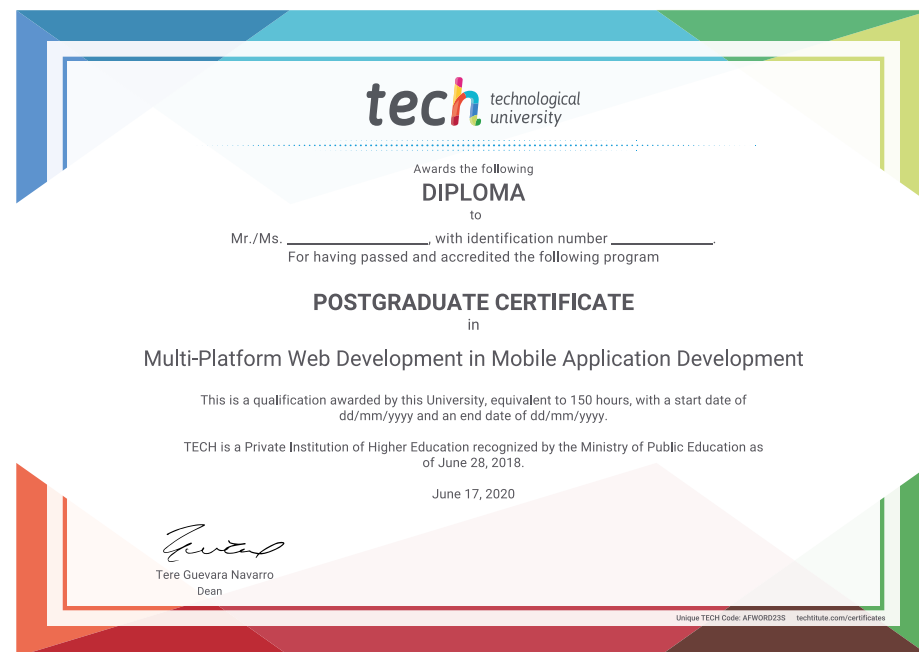 tech technological
university
Awards the following
DIPLOMA
to
Mr./Ms. ____________, with identification number ____________.
For having passed and accredited the following program
POSTGRADUATE CERTIFICATE
in
Multi-Platform Web Development in Mobile Application Development
This is a qualification awarded by this University, equivalent to 150 hours, with a start date of
dd/mm/yyyy and an end date of dd/mm/yyyy.
TECH is a Private Institution of Higher Education recognized by the Ministry of Public Education as
of June 28, 2018.
June 17, 2020
Tere Guevara Navarro
Dean
Unique TECH Code: AFWORD23S techtitute.com/certificates